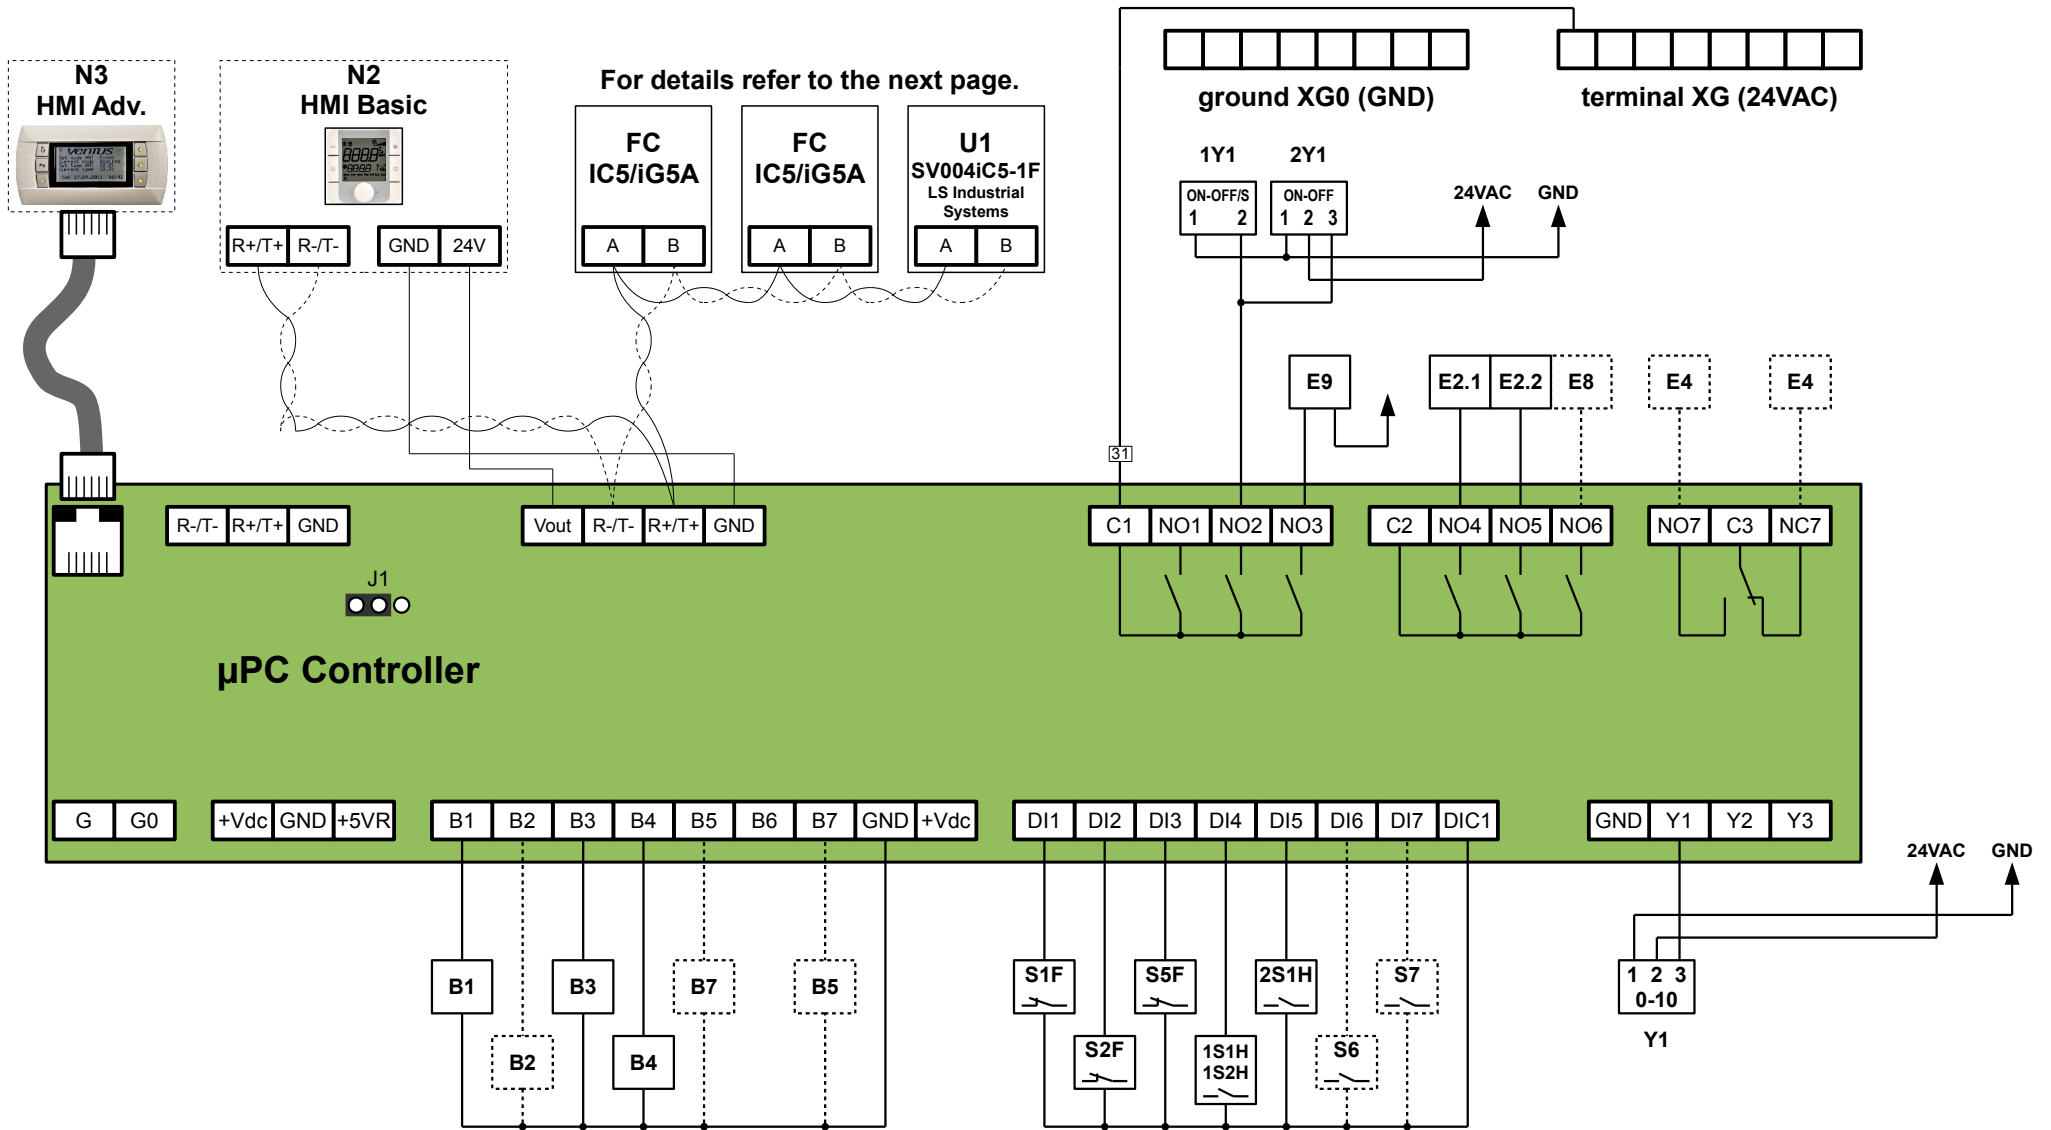 N3
HMI Adv.
VENTUS
N2
HMI Basic
R+/T+ R-/T- GND 24V
For details refer to the next page.
FC
IC5/iG5A
A B
FC
IC5/iG5A
A B
U1
SV004iC5-1F
LS Industrial
Systems
A B
ground XG0 (GND)
terminal XG (24VAC)
1Y1
2Y1
ON-OFF/S
1 2
ON-OFF
1 2 3
24VAC
GND
E9
E2.1
E2.2
E8
E4
E4
31
R-/T- R+/T+ GND
Vout R-/T- R+/T+ GND
C1 NO1 NO2 NO3
C2 NO4 NO5 NO6
NO7 C3 NC7
J1
µPC Controller
G G0
+Vdc GND +5VR
B1 B2 B3 B4 B5 B6 B7 GND +Vdc
DI1 DI2 DI3 DI4 DI5 DI6 DI7 DIC1
GND Y1 Y2 Y3
24VAC
GND
B1
B3
B7
B5
B2
B4
S1F
S5F
2S1H
S7
S2F
1S1H
1S2H
S6
1 2 3
0-10
Y1